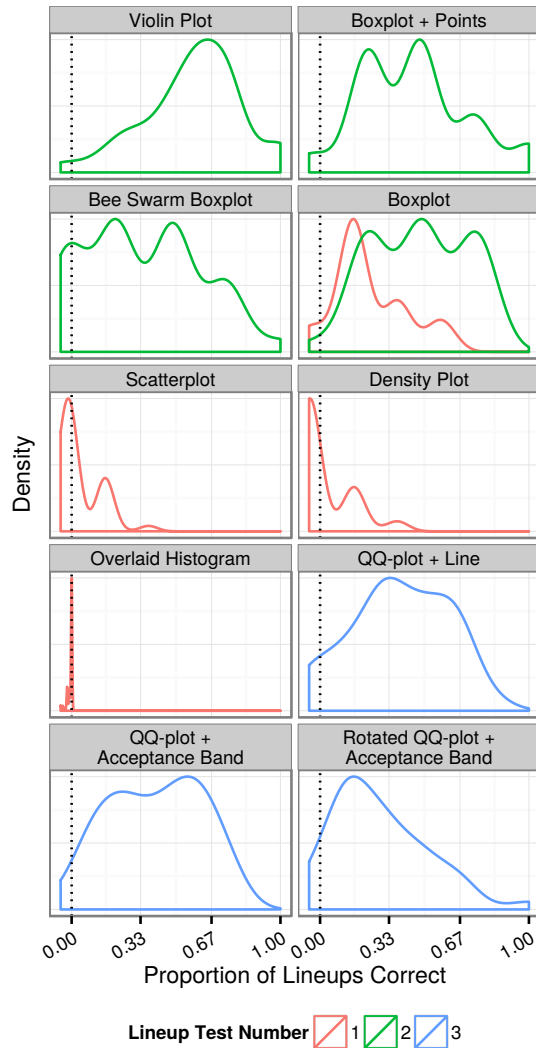 Violin Plot
Boxplot + Points
Bee Swarm Boxplot
Boxplot
Scatterplot
Density Plot
Overlaid Histogram
QQ-plot + Line
QQ-plot +
Acceptance Band
Rotated QQ-plot +
Acceptance Band
Density
0.00
0.33
0.67
1.00
0.00
0.33
0.67
1.00
Proportion of Lineups Correct
Lineup Test Number 1 2 3